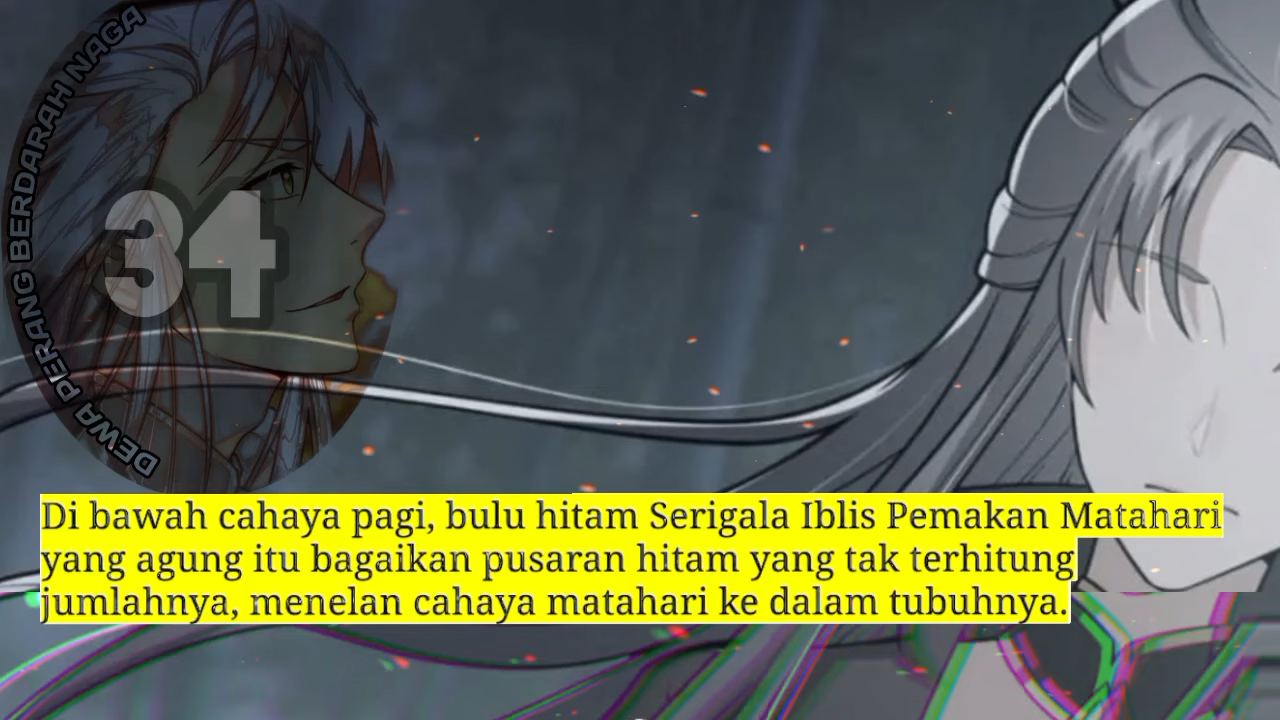 DEWA PERANG BERDARAH NAGA
34
Di bawah cahaya pagi, bulu hitam Serigala Iblis Pemakan Matahari
yang agung itu bagaikan pusaran hitam yang tak terhitung
jumlahnya, menelan cahaya matahari ke dalam tubuhnya.